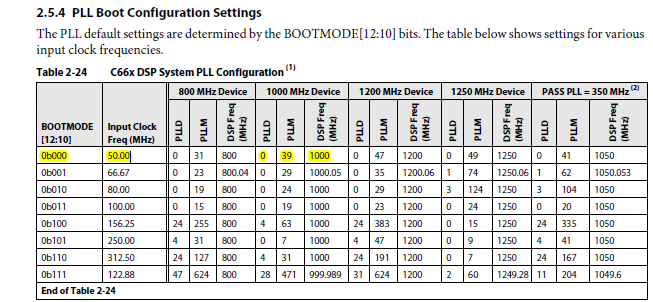 2.5.4 PLL Boot Configuration Settings
The PLL default settings are determined by the BOOTMODE[12:10] bits. The table below shows settings for various
input clock frequencies.
Table 2-24 C66x DSP System PLL Configuration (1)
800 MHz Device 1000 MHz Device 1200 MHz Device 1250 MHz Device PASS PLL = 350 MHz (2)
BOOTMODE [12:10] Input Clock Freq (MHz) PLLD PLLM DSP Freq (MHz) PLLD PLLM DSP Freq (MHz) PLLD PLLM DSP Freq (MHz) PLLD PLLM DSP Freq (MHz) PLLD PLLM DSP Freq (MHz)
0b000 50.00 0 31 800 0 39 1000 0 47 1200 0 49 1250 0 41 1050
0b001 66.67 0 23 800.04 0 29 1000.05 0 35 1200.06 1 74 1250.06 1 62 1050.053
0b010 80.00 0 19 800 0 24 1000 0 29 1200 3 124 1250 3 104 1050
0b011 100.00 0 15 800 0 19 1000 0 23 1200 0 24 1250 0 20 1050
0b100 156.25 24 255 800 4 63 1000 24 383 1200 0 15 1250 24 335 1050
0b101 250.00 4 31 800 0 7 1000 4 47 1200 0 9 1250 4 41 1050
0b110 312.50 24 127 800 4 31 1000 24 191 1200 0 7 1250 24 167 1050
0b111 122.88 47 624 800 28 471 999.989 31 624 1200 2 60 1249.28 11 204 1049.6
End of Table 2-24